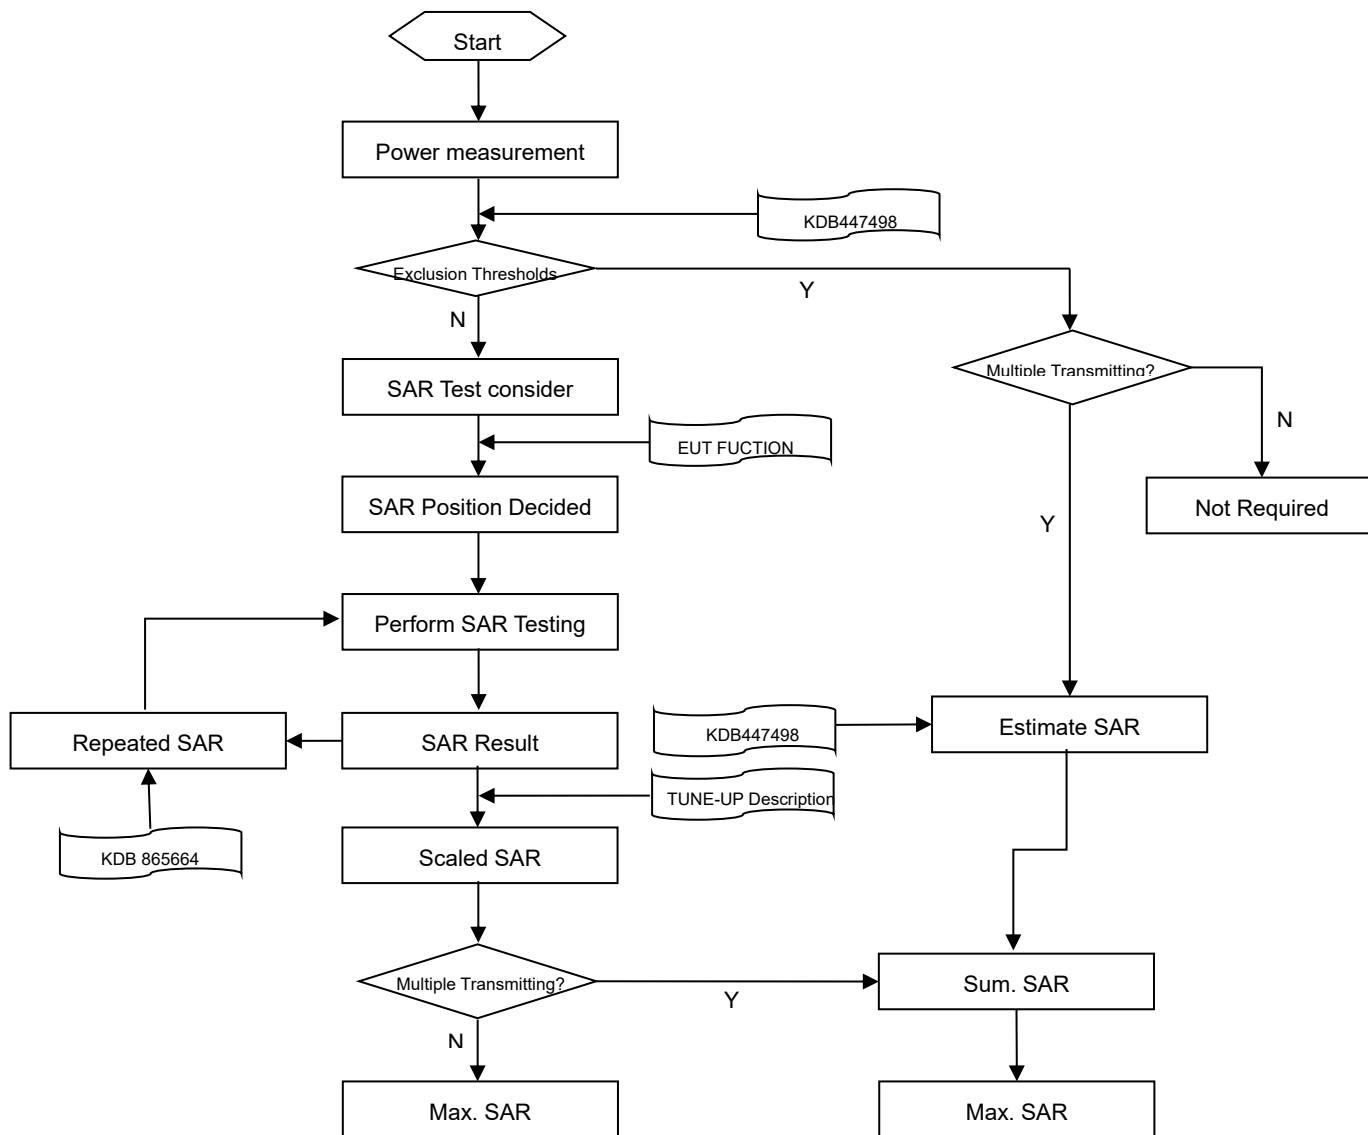 Start
Power measurement
KDB447498
Exclusion Thresholds
Y
N
Multiple Transmitting?
SAR Test consider
N
EUT FUCTION
SAR Position Decided
Not Required
Y
Perform SAR Testing
Repeated SAR
SAR Result
KDB447498
Estimate SAR
TUNE-UP Description
KDB 865664
Scaled SAR
Multiple Transmitting?
Y
Sum. SAR
N
Max. SAR
Max. SAR